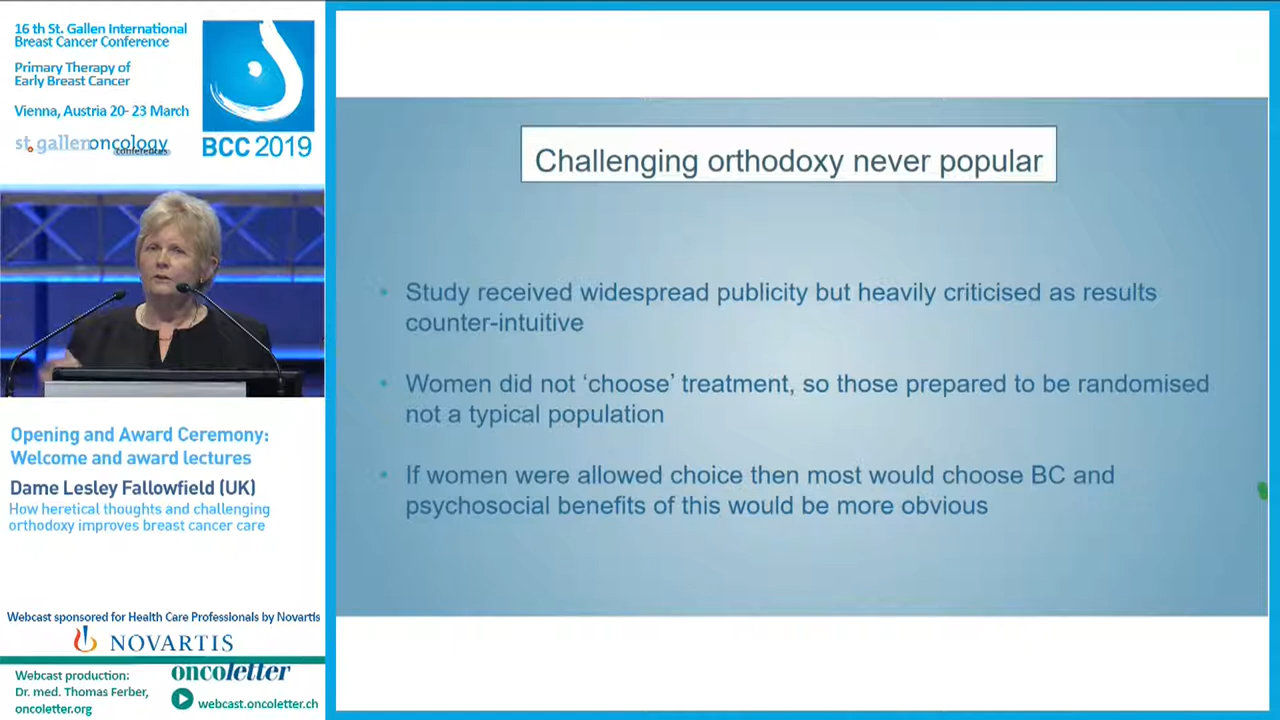 16 th St. Gallen International
Breast Cancer Conference
Primary Therapy of
Early Breast Cancer
Vienna, Austria 20- 23 March
st.gallenoncology
conferences
BCC 2019
Opening and Award Ceremony:
Welcome and award lectures
Dame Lesley Fallowfield (UK)
How heretical thoughts and challenging
orthodoxy improves breast cancer care
Webcast sponsored for Health Care Professionals by Novartis
NOVARTIS
Webcast production:
Dr. med. Thomas Ferber,
oncoletter.org
oncoletter
webcast.oncoletter.ch
Challenging orthodoxy never popular
• Study received widespread publicity but heavily criticised as results
counter-intuitive
• Women did not ‘choose’ treatment, so those prepared to be randomised
not a typical population
• If women were allowed choice then most would choose BC and
psychosocial benefits of this would be more obvious